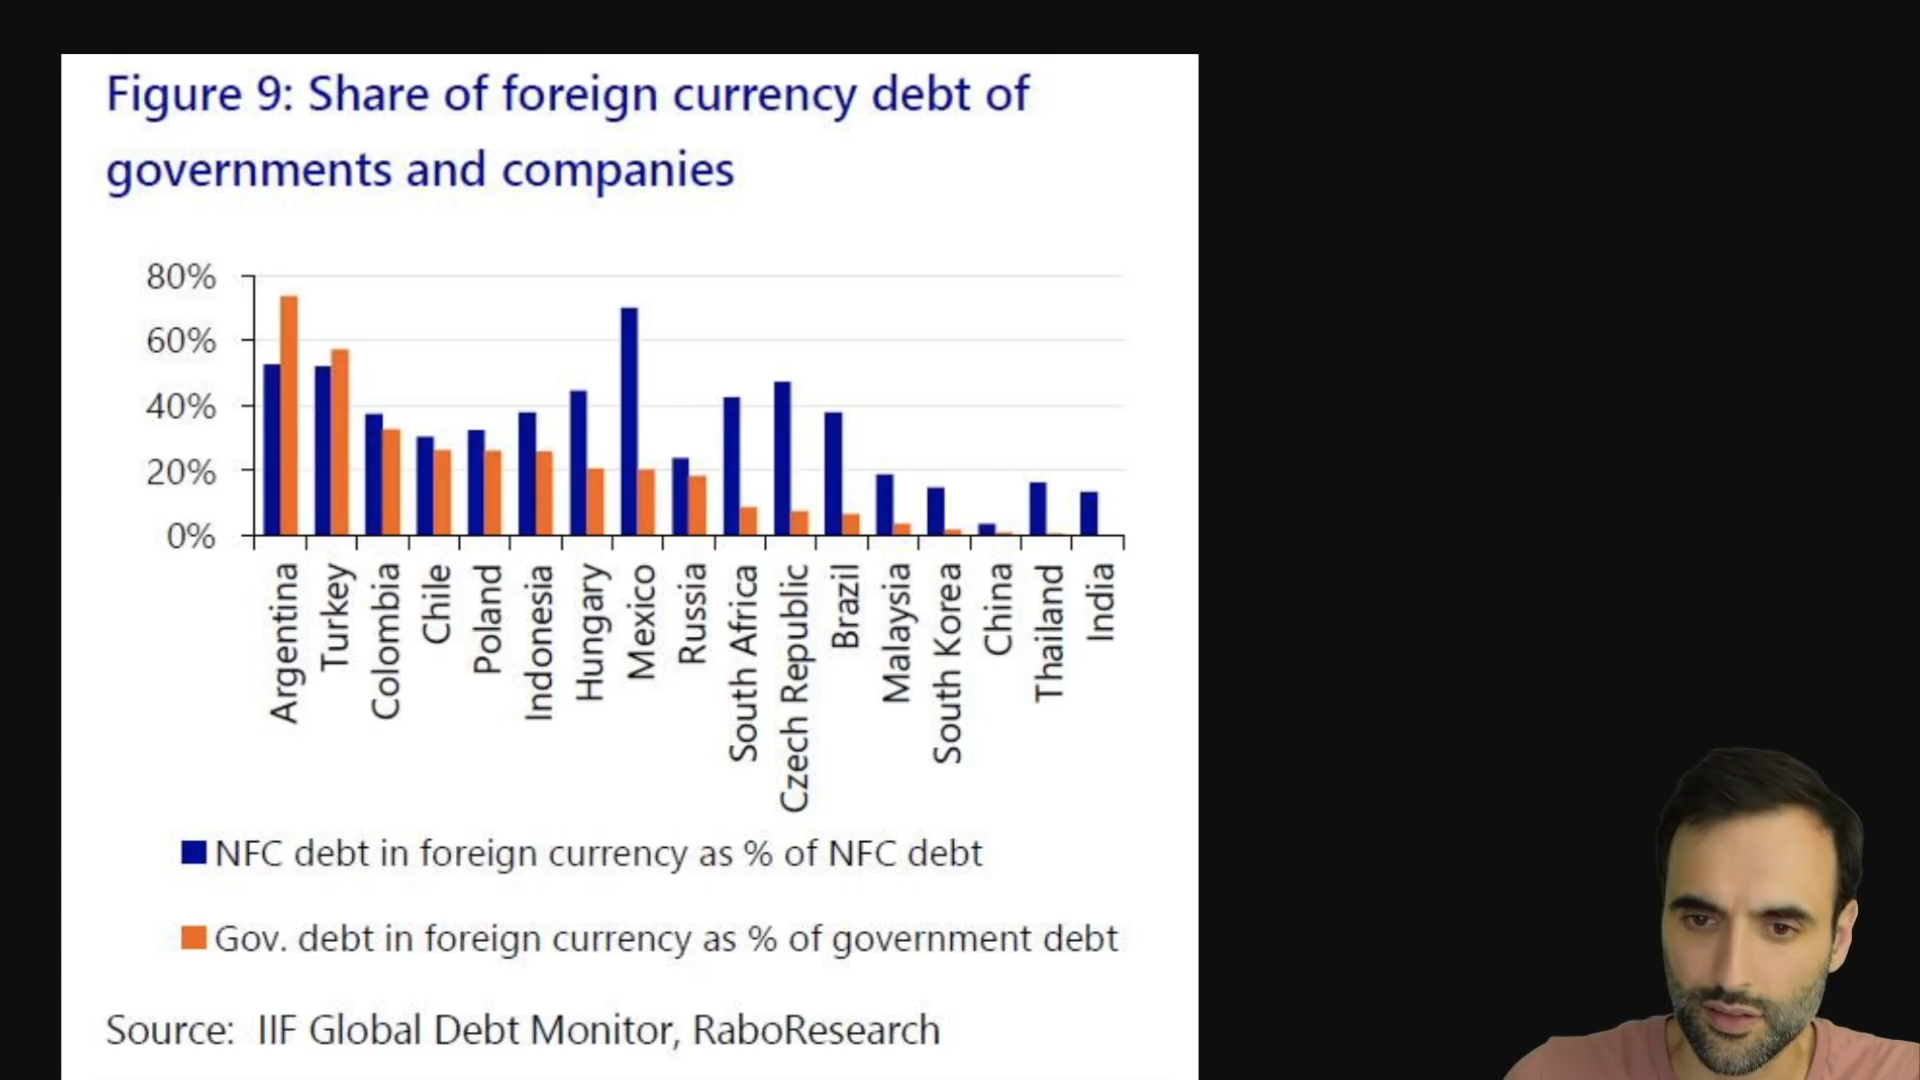 Figure 9: Share of foreign currency debt of
governments and companies
80%
60%
40%
20%
0%
Argentina
Turkey
Colombia
Chile
Poland
Indonesia
Hungary
Mexico
Russia
South Africa
Czech Republic
Brazil
Malaysia
South Korea
China
Thailand
India
NFC debt in foreign currency as % of NFC debt
Gov. debt in foreign currency as % of government debt
Source: IIF Global Debt Monitor, RaboResearch